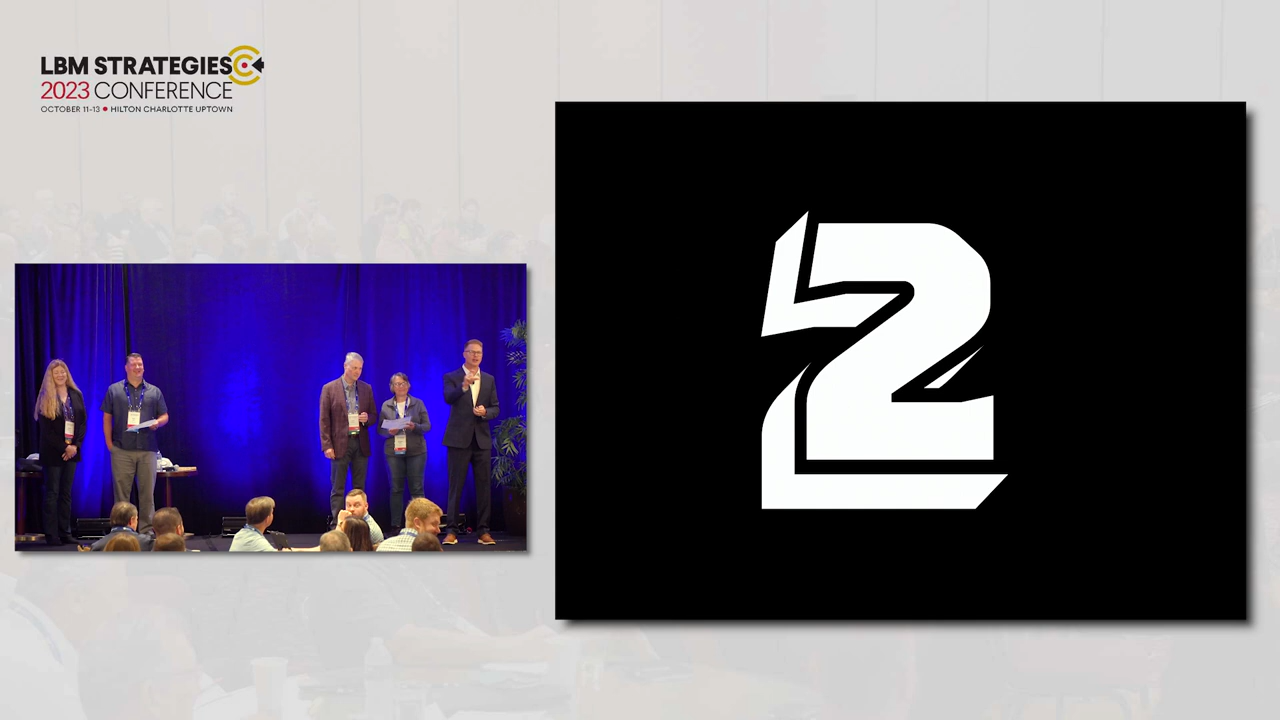 LBM STRATEGIES
2023 CONFERENCE
OCTOBER 11-13 • HILTON CHARLOTTE UPTOWN
2